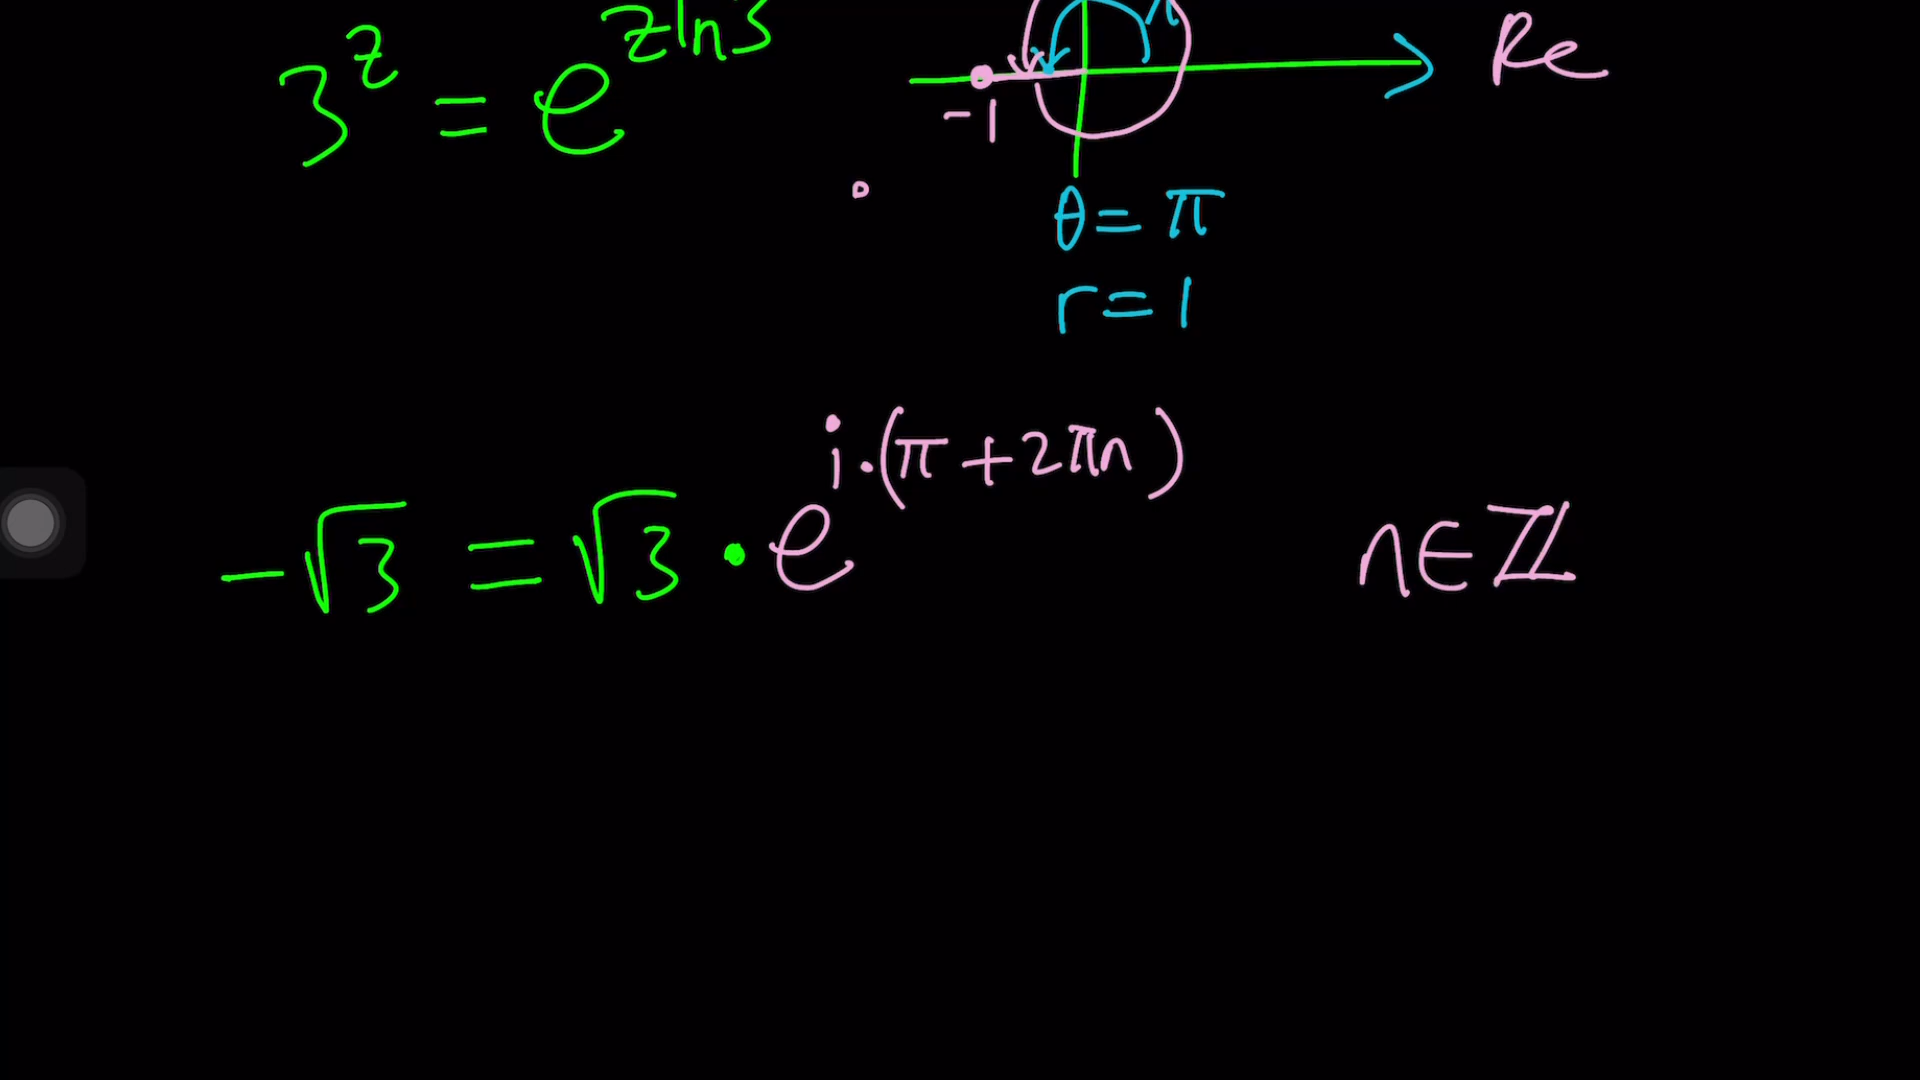 3^z = e^{z ln 3}
Re
-1
θ = π
r = 1
-√3 = √3 · e^{i·(π + 2πn)}
n ∈ ℤ